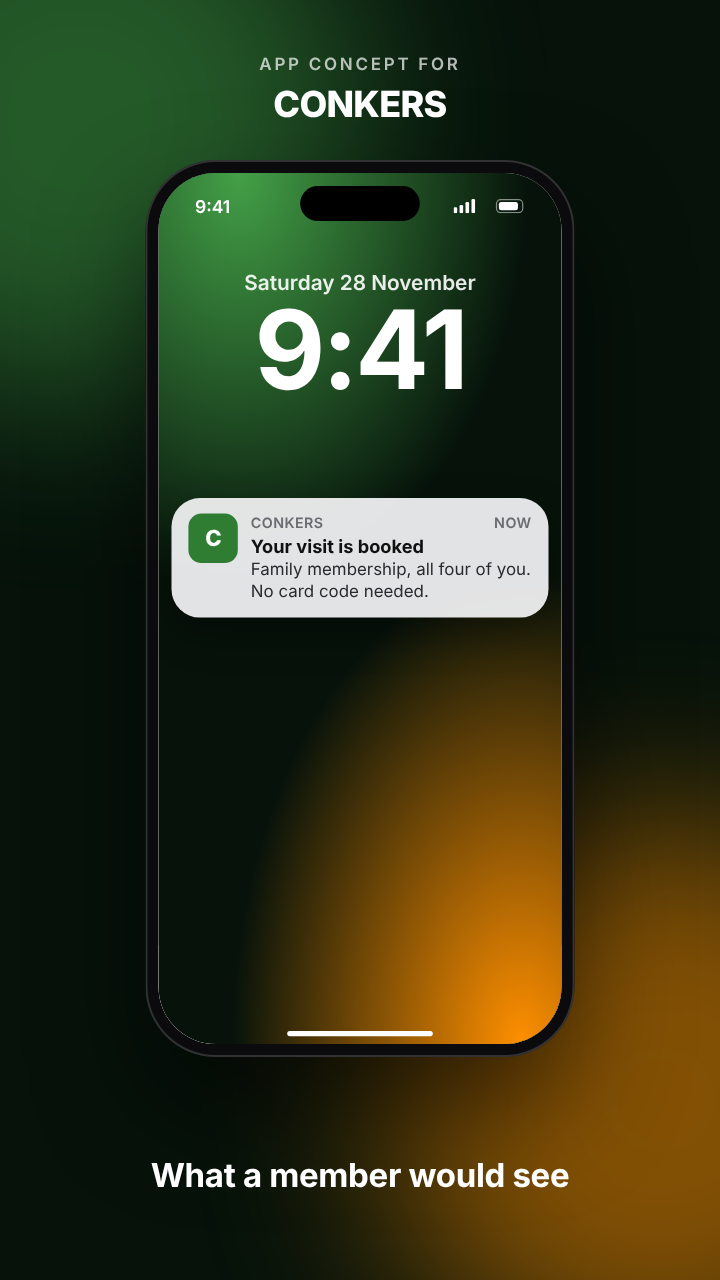 APP CONCEPT FOR
CONKERS
9:41
Saturday 28 November
9:41
C
CONKERS NOW
Your visit is booked
Family membership, all four of you.
No card code needed.
What a member would see